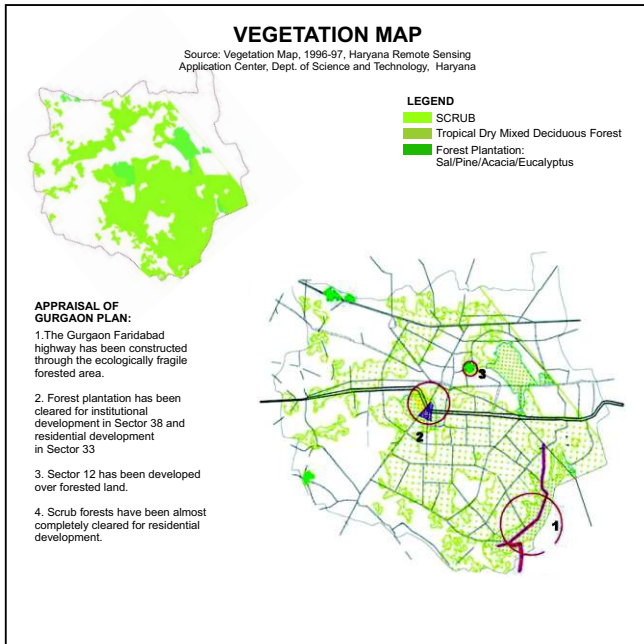 VEGETATION MAP
Source: Vegetation Map, 1996-97, Haryana Remote Sensing
Application Center, Dept. of Science and Technology, Haryana
LEGEND
SCRUB
Tropical Dry Mixed Deciduous Forest
Forest Plantation:
Sal/Pine/Acacia/Eucalyptus
APPRAISAL OF
GURGAON PLAN:
1.The Gurgaon Faridabad
highway has been constructed
through the ecologically fragile
forested area.
2. Forest plantation has been
cleared for institutional
development in Sector 38 and
residential development
in Sector 33
3. Sector 12 has been developed
over forested land.
4. Scrub forests have been almost
completely cleared for residential
development.
3
2
1